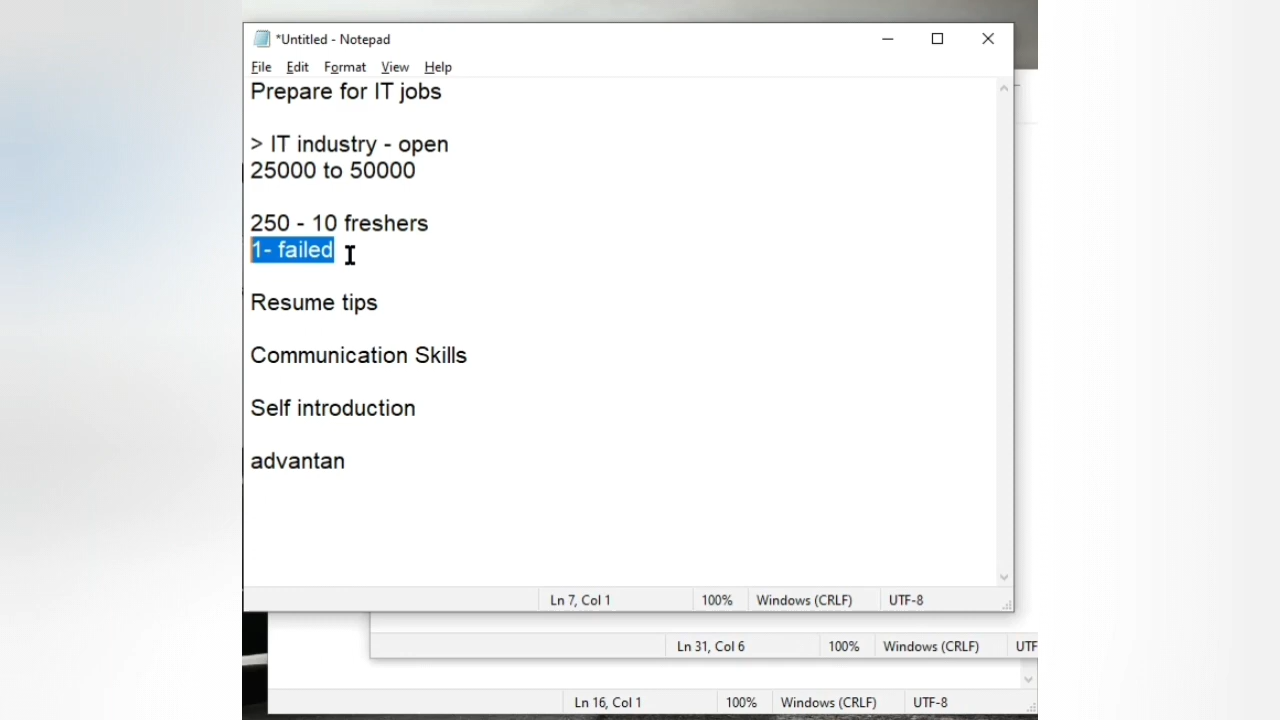 *Untitled - Notepad
File Edit Format View Help
Prepare for IT jobs
> IT industry - open
25000 to 50000
250 - 10 freshers
1- failed
Resume tips
Communication Skills
Self introduction
advantan
Ln 7, Col 1 100% Windows (CRLF) UTF-8
Ln 31, Col 6 100% Windows (CRLF) UTF
Ln 16, Col 1 100% Windows (CRLF) UTF-8